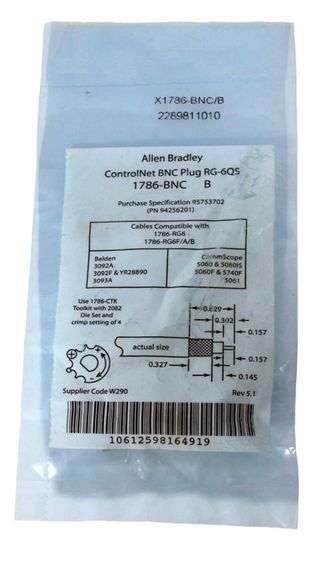 X1786-BNC/B
2269811010
Allen Bradley
ControlNet BNC Plug RG-6QS
1786-BNC B
Purchase Specification 95753702
(PN 94256201)
Cables Compatible with
1786-RG6
1786-RG6F/A/B
Belden
3092A
3092F & YR28890
3093A
CommScope
5060 & 5060IS
5060F & 5740F
5061
Use 1786-CTK
Toolkit with 2082
Die Set and
crimp setting of 4
0.629
0.302
0.157
actual size
0.327
0.157
0.145
Supplier Code W290
Rev 5.1
10612598164919